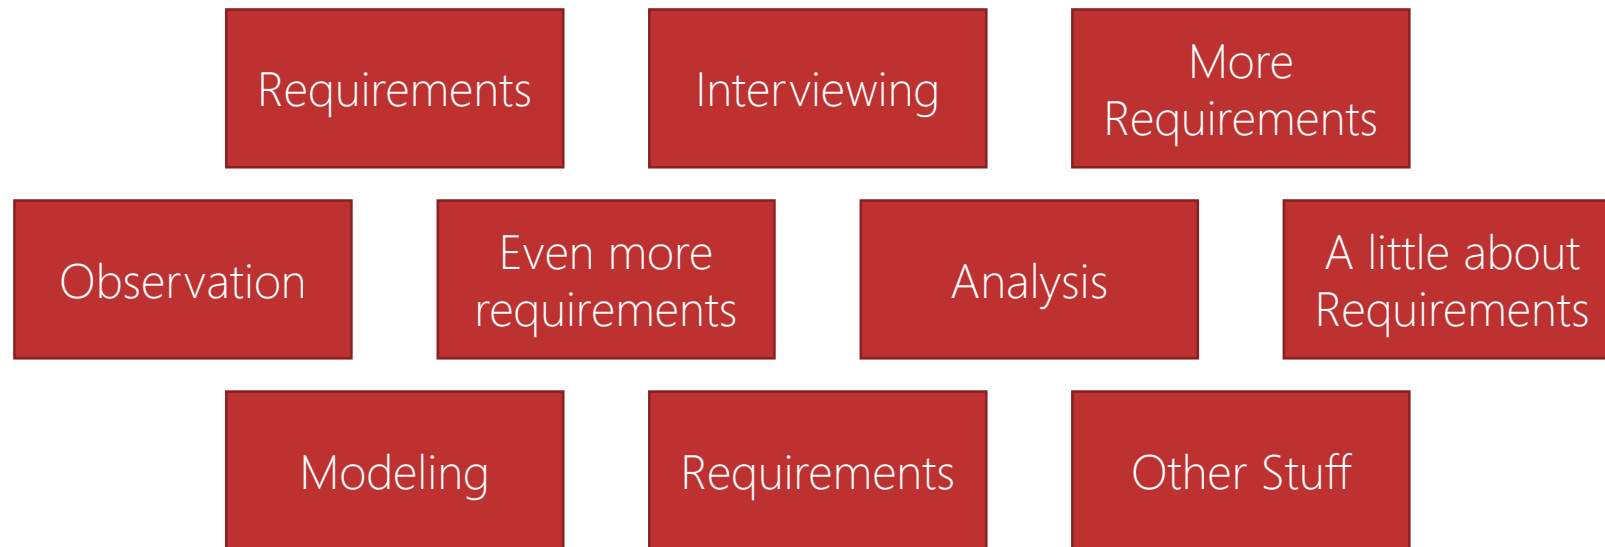 Requirements
Interviewing
More
Requirements
Observation
Even more
requirements
Analysis
A little about
Requirements
Modeling
Requirements
Other Stuff